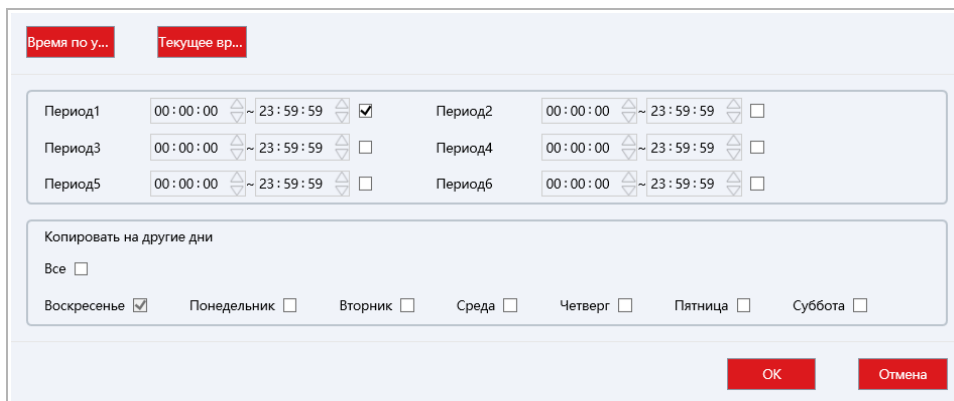 Время по у... Текущее вр...
Период1 00:00:00 ~ 23:59:59 Период2 00:00:00 ~ 23:59:59
Период3 00:00:00 ~ 23:59:59 Период4 00:00:00 ~ 23:59:59
Период5 00:00:00 ~ 23:59:59 Период6 00:00:00 ~ 23:59:59
Копировать на другие дни
Все
Воскресенье Понедельник Вторник Среда Четверг Пятница Суббота
OK Отмена